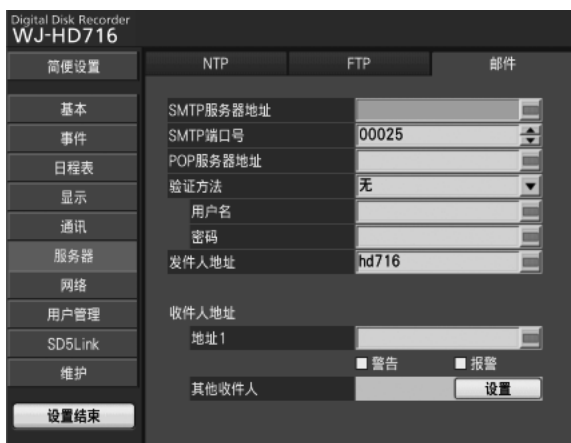 Digital Disk Recorder
WJ-HD716
简便设置
NTP
FTP
邮件
基本
事件
日程表
显示
通讯
服务器
网络
用户管理
SD5Link
维护
设置结束
SMTP服务器地址
SMTP端口号 00025
POP服务器地址
验证方法 无
用户名
密码
发件人地址 hd716
收件人地址
地址1
警告 报警
其他收件人 设置